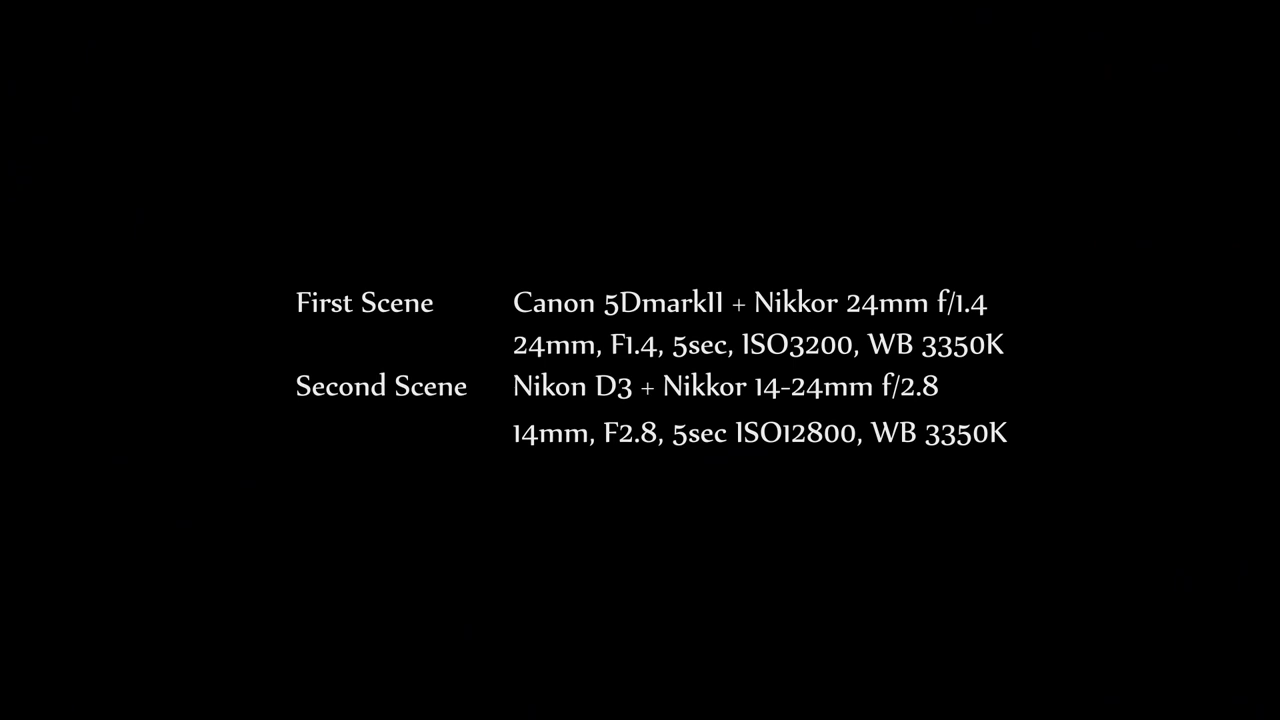 First Scene Canon 5DmarkII + Nikkor 24mm f/1.4
24mm, F1.4, 5sec, ISO3200, WB 3350K
Second Scene Nikon D3 + Nikkor 14-24mm f/2.8
14mm, F2.8, 5sec ISO12800, WB 3350K